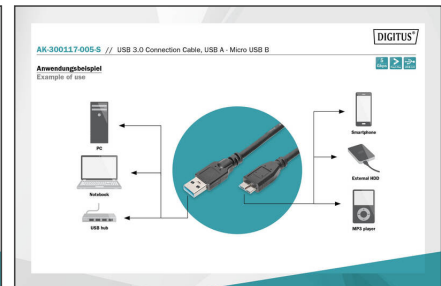 DIGITUS®
AK-300117-005-S // USB 3.0 Connection Cable, USB A - Micro USB B
Anwendungsbeispiel
Example of use
PC
Notebook
USB hub
Smartphone
External HDD
MP3 player